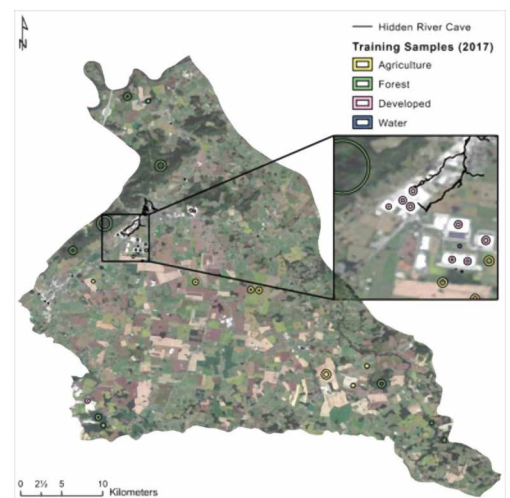 N
Hidden River Cave
Training Samples (2017)
Agriculture
Forest
Developed
Water
0 2½ 5 10
Kilometers